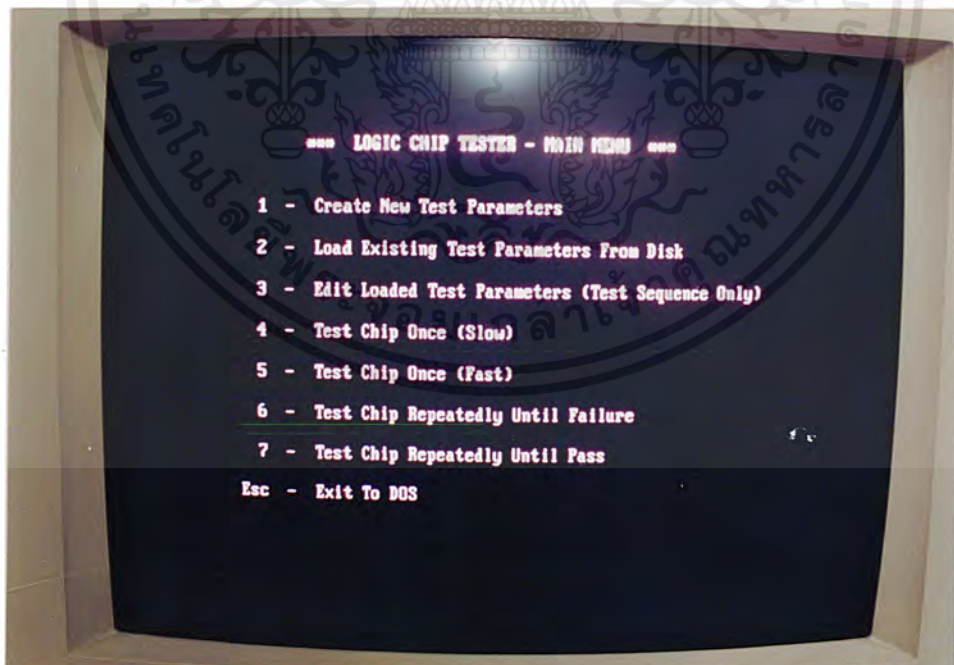 === LOGIC CHIP TESTER - MAIN MENU ===
1 - Create New Test Parameters
2 - Load Existing Test Parameters From Disk
3 - Edit Loaded Test Parameters (Test Sequence Only)
4 - Test Chip Once (Slow)
5 - Test Chip Once (Fast)
6 - Test Chip Repeatedly Until Failure
7 - Test Chip Repeatedly Until Pass
Esc - Exit To DOS